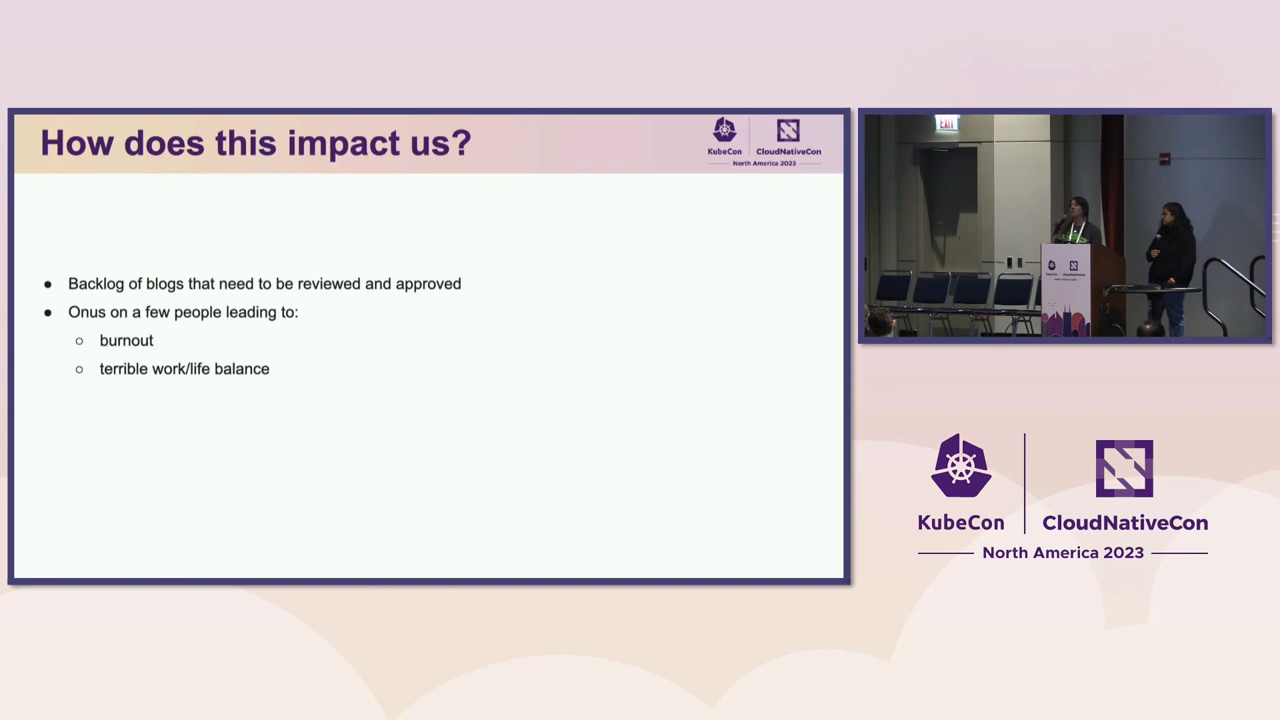 How does this impact us?
KubeCon
CloudNativeCon
North America 2023
● Backlog of blogs that need to be reviewed and approved
● Onus on a few people leading to:
○ burnout
○ terrible work/life balance
EXIT
KubeCon
CloudNativeCon
North America 2023